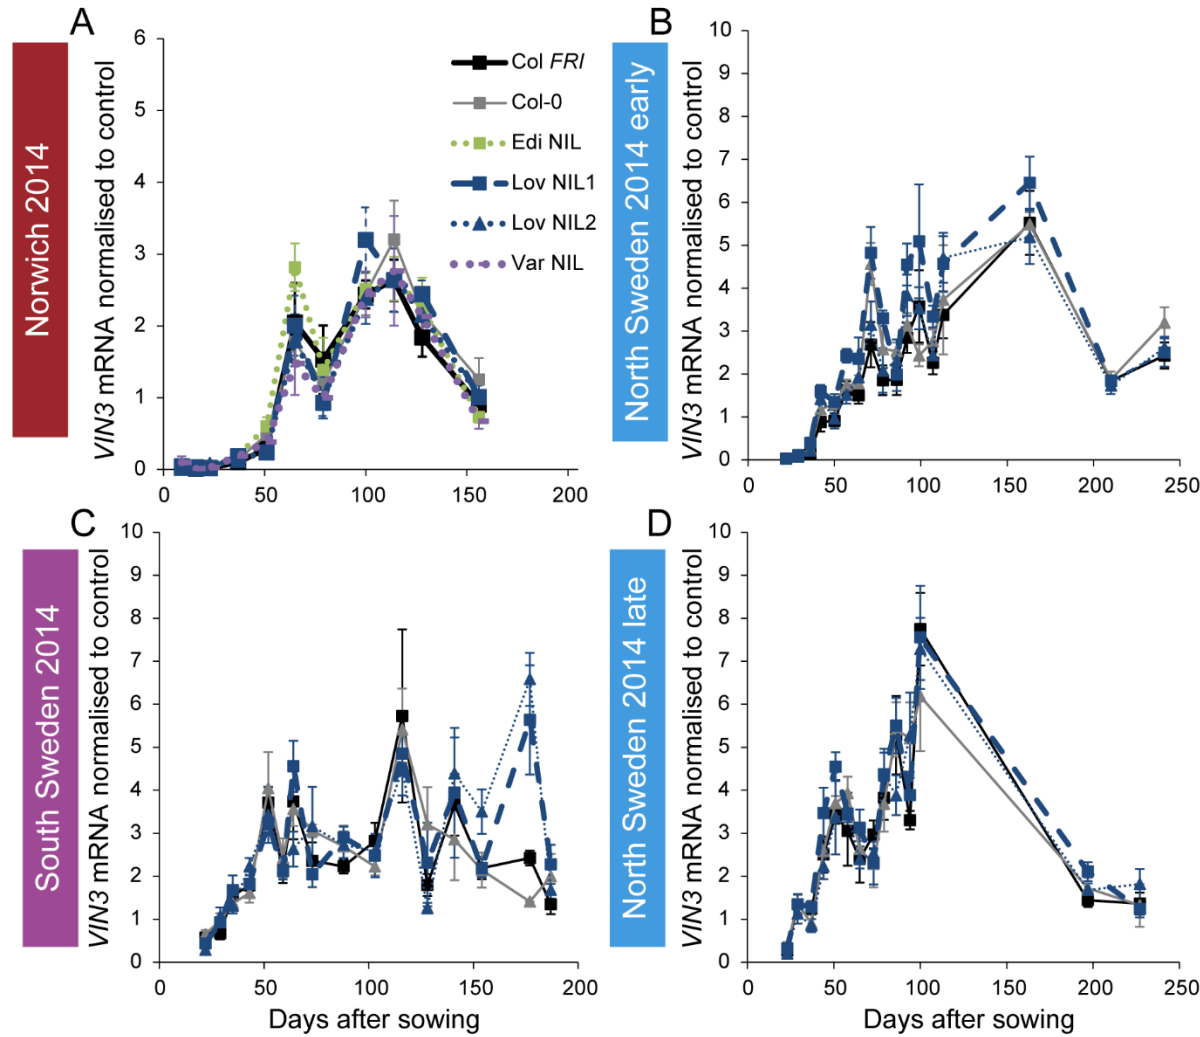 A
Norwich 2014
VIN3 mRNA normalised to control
6
5
4
3
2
1
0
0 50 100 150 200
Col FRI
Col-0
Edi NIL
Lov NIL1
Lov NIL2
Var NIL
B
North Sweden 2014 early
VIN3 mRNA normalised to control
10
9
8
7
6
5
4
3
2
1
0
0 50 100 150 200 250
C
South Sweden 2014
VIN3 mRNA normalised to control
10
9
8
7
6
5
4
3
2
1
0
0 50 100 150 200
Days after sowing
D
North Sweden 2014 late
VIN3 mRNA normalised to control
10
9
8
7
6
5
4
3
2
1
0
0 50 100 150 200 250
Days after sowing